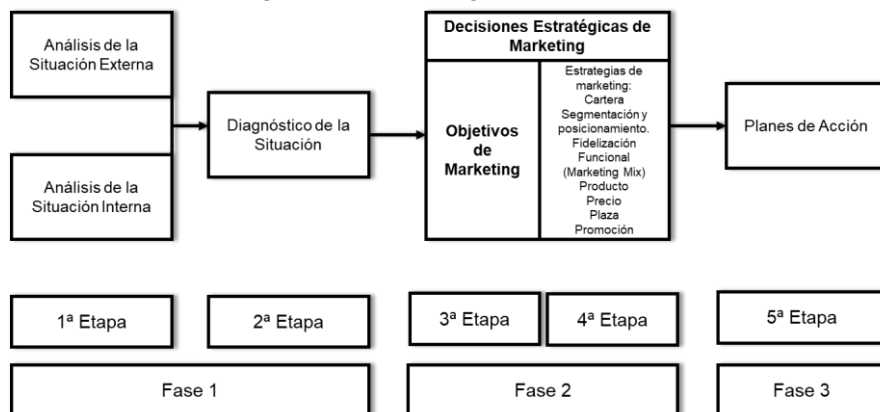 Análisis de la
Situación Externa
Análisis de la
Situación Interna
Diagnóstico de la
Situación
Decisiones Estratégicas de
Marketing
Objetivos
de
Marketing
Estrategias de
marketing:
Cartera
Segmentación y
posicionamiento.
Fidelización
Funcional
(Marketing Mix)
Producto
Precio
Plaza
Promoción
Planes de Acción
1ª Etapa
2ª Etapa
3ª Etapa
4ª Etapa
5ª Etapa
Fase 1
Fase 2
Fase 3